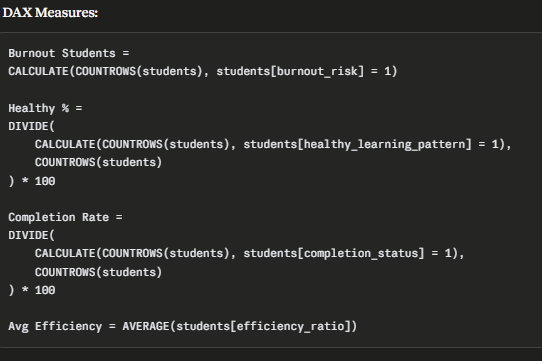 DAX Measures:
Burnout Students =
CALCULATE(COUNTROWS(students), students[burnout_risk] = 1)
Healthy % =
DIVIDE(
    CALCULATE(COUNTROWS(students), students[healthy_learning_pattern] = 1),
    COUNTROWS(students)
) * 100
Completion Rate =
DIVIDE(
    CALCULATE(COUNTROWS(students), students[completion_status] = 1),
    COUNTROWS(students)
) * 100
Avg Efficiency = AVERAGE(students[efficiency_ratio])